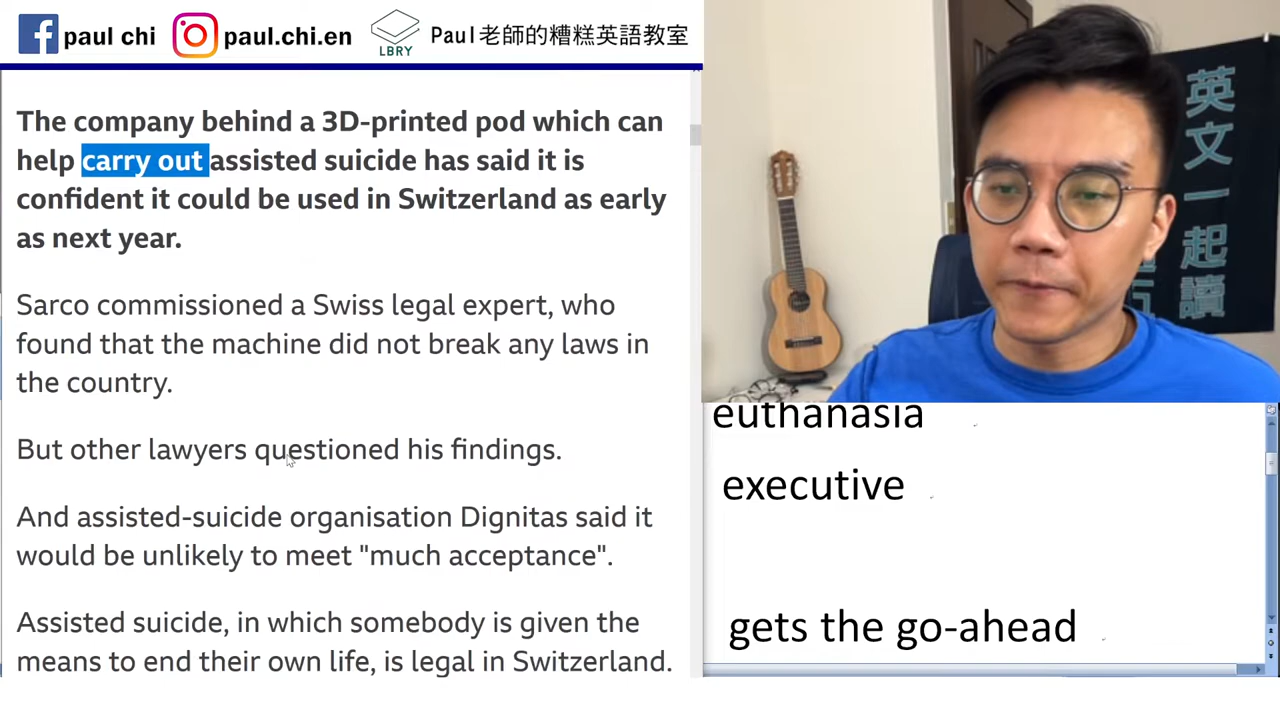 paul chi
paul.chi.en
LBRY
Paul老師的糟糕英語教室
The company behind a 3D-printed pod which can
help carry out assisted suicide has said it is
confident it could be used in Switzerland as early
as next year.
Sarco commissioned a Swiss legal expert, who
found that the machine did not break any laws in
the country.
But other lawyers questioned his findings.
And assisted-suicide organisation Dignitas said it
would be unlikely to meet "much acceptance".
Assisted suicide, in which somebody is given the
means to end their own life, is legal in Switzerland.
英文一起讀
euthanasia
executive
gets the go-ahead